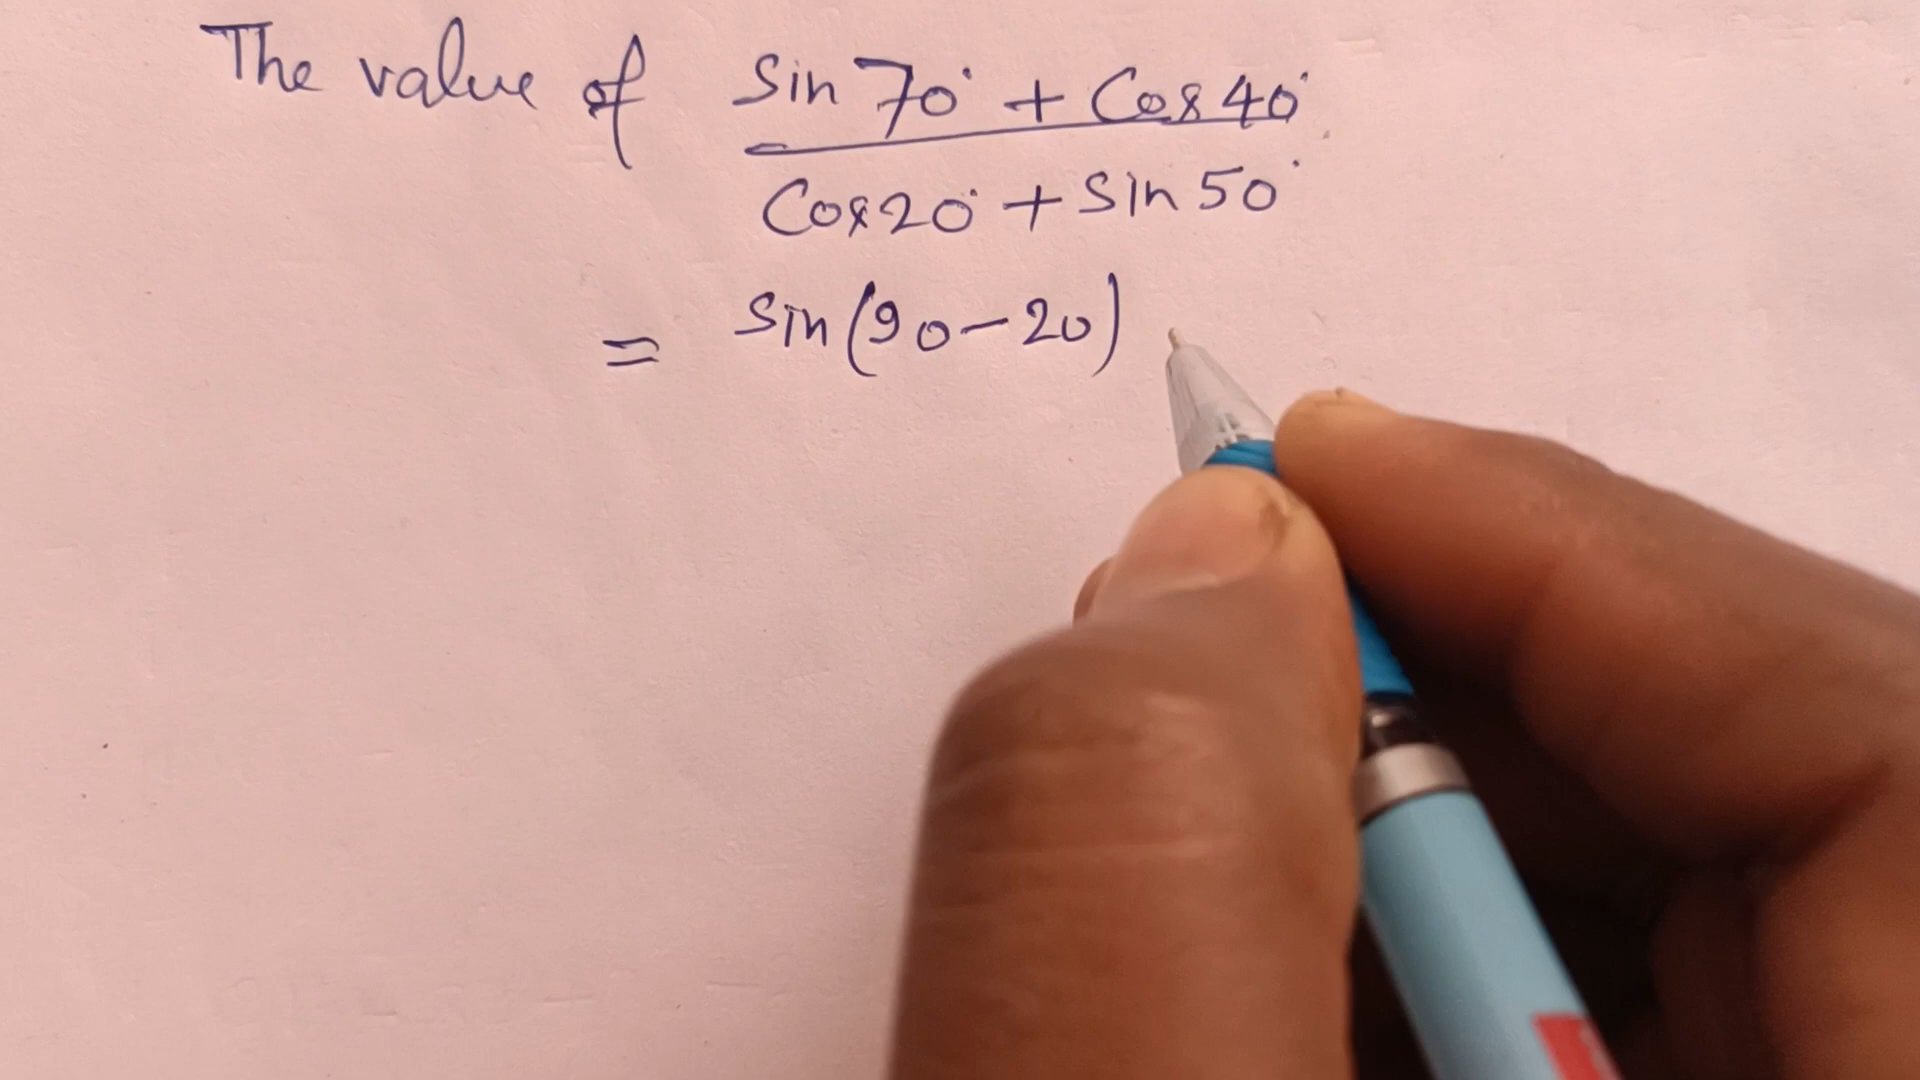 The value of sin 70° + Cos 40°
Cos 20° + Sin 50°
= Sin (90 - 20)